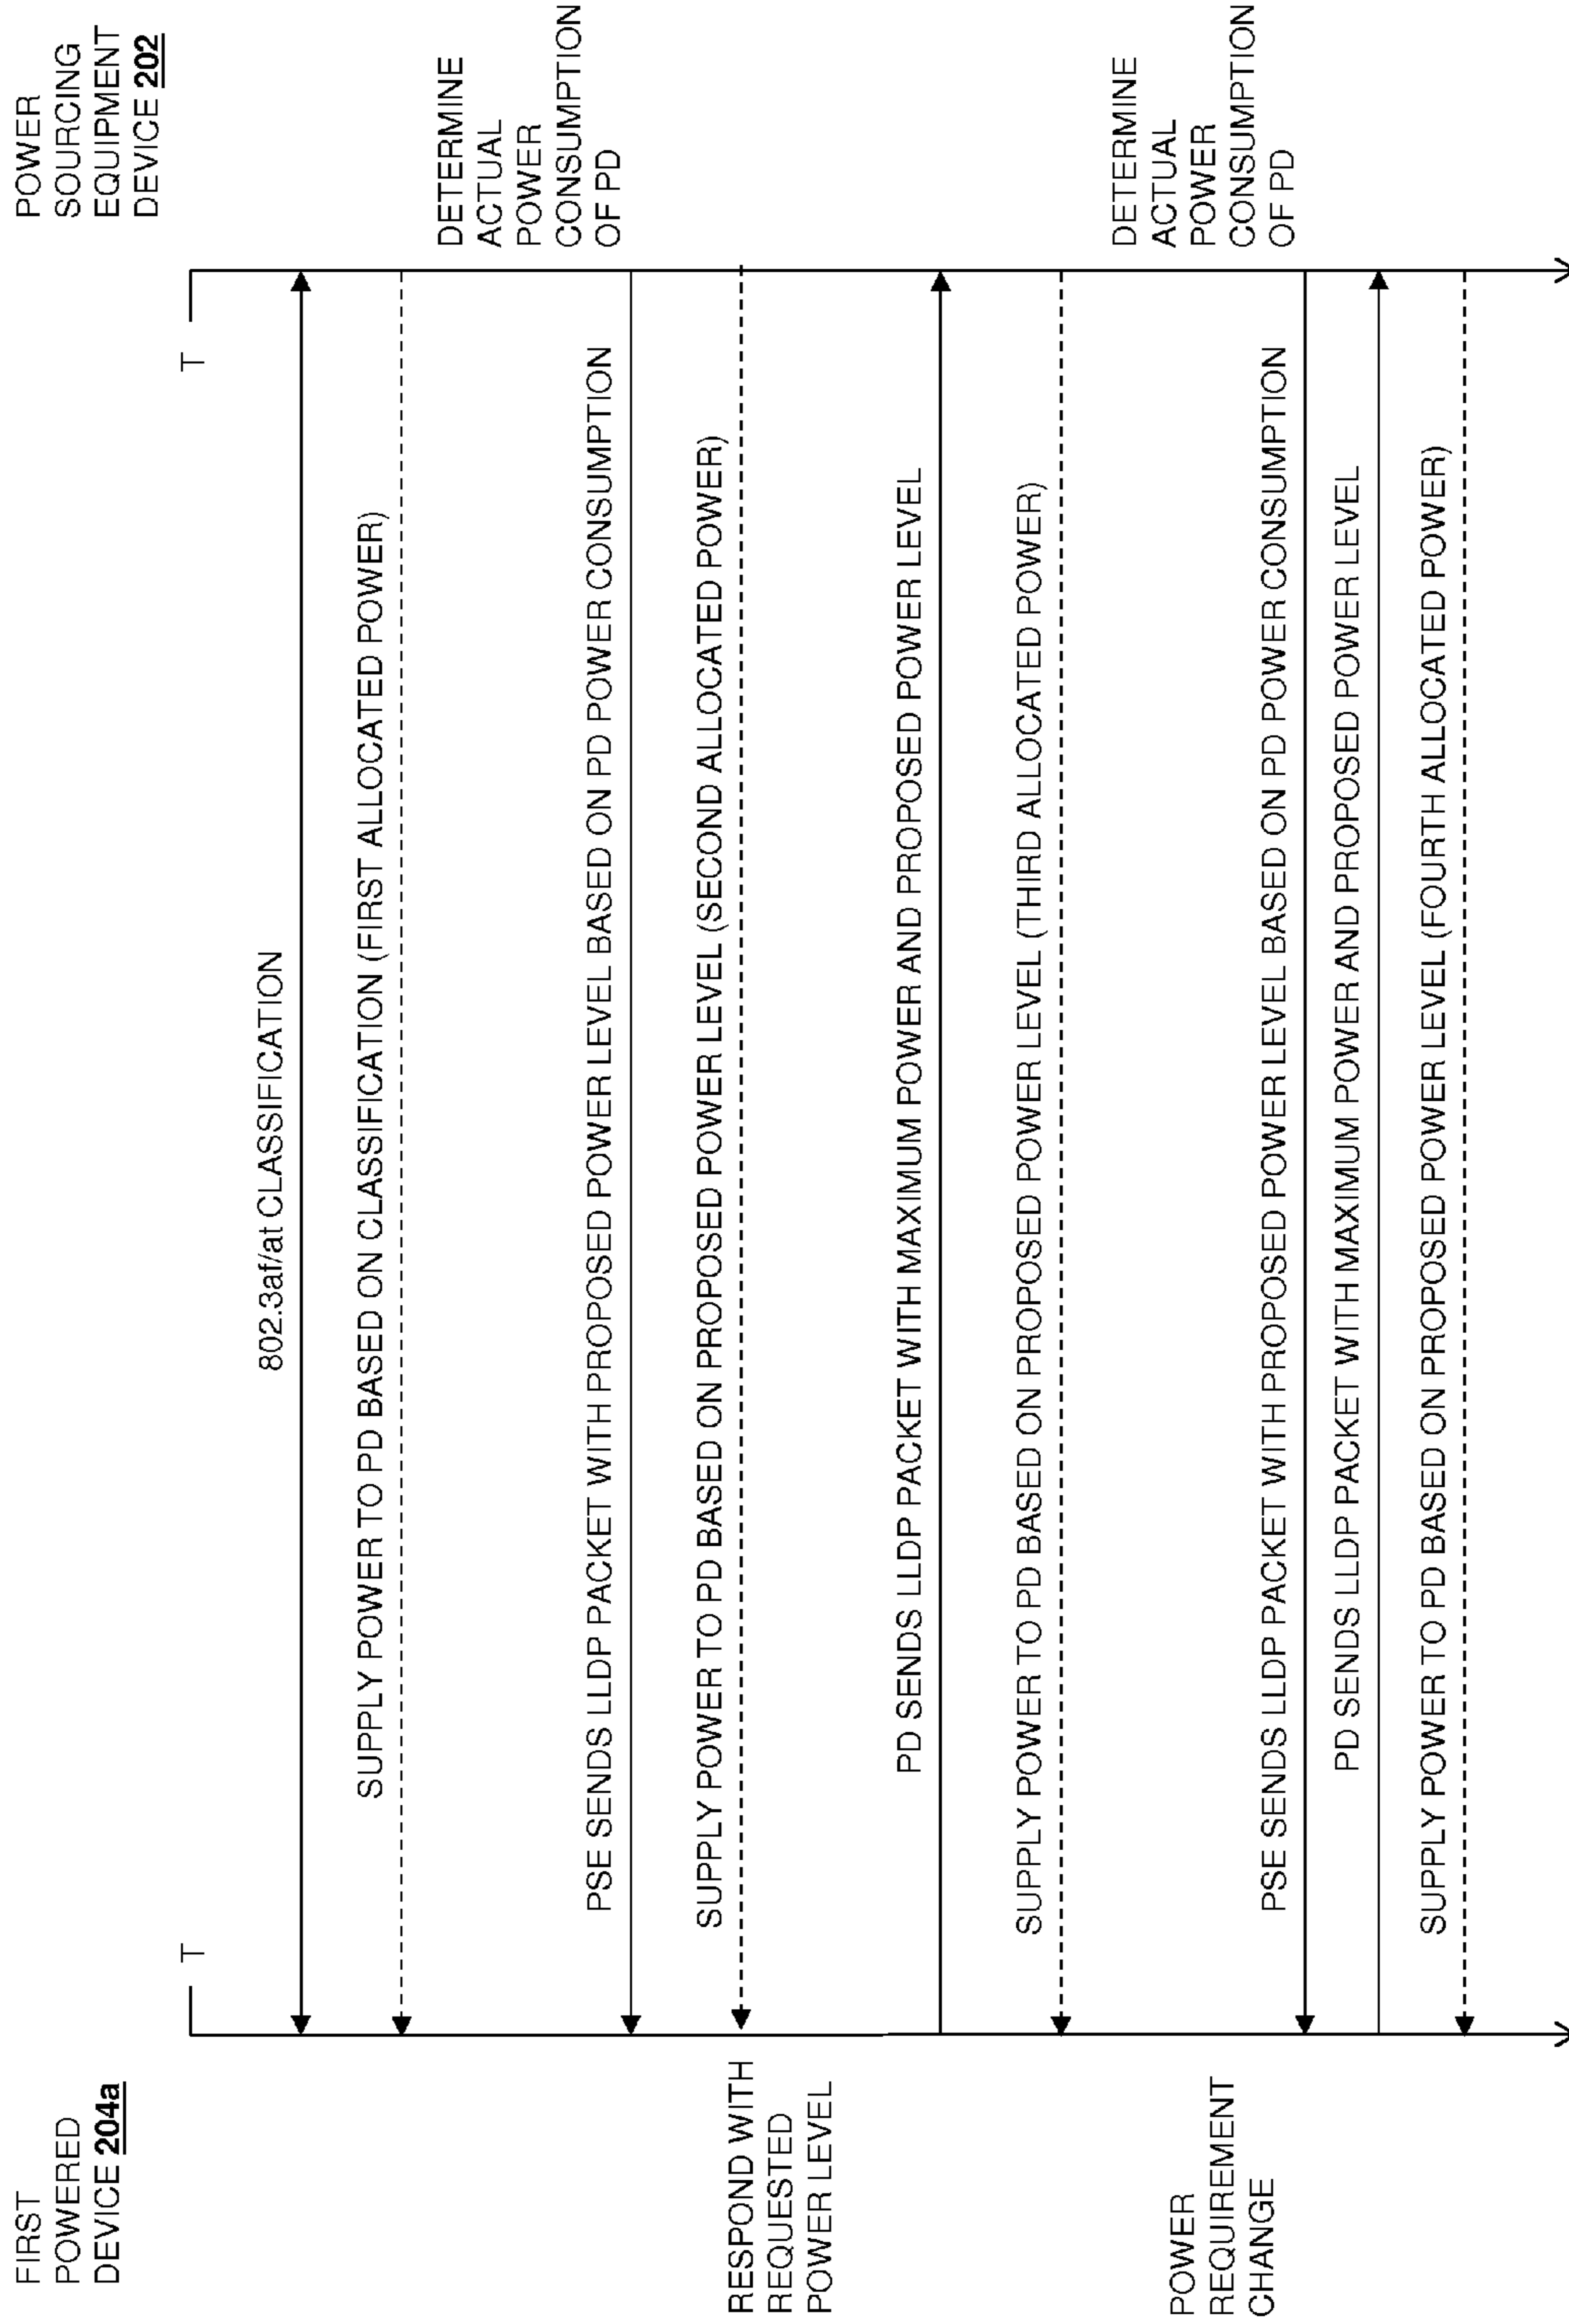 FIRST
POWERED
DEVICE 204a
POWER
SOURCING
EQUIPMENT
DEVICE 202
T
T
802.3af/at CLASSIFICATION
SUPPLY POWER TO PD BASED ON CLASSIFICATION (FIRST ALLOCATED POWER)
DETERMINE
ACTUAL
POWER
CONSUMPTION
OF PD
PSE SENDS LLDP PACKET WITH PROPOSED POWER LEVEL BASED ON PD POWER CONSUMPTION
SUPPLY POWER TO PD BASED ON PROPOSED POWER LEVEL (SECOND ALLOCATED POWER)
RESPOND WITH
REQUESTED
POWER LEVEL
PD SENDS LLDP PACKET WITH MAXIMUM POWER AND PROPOSED POWER LEVEL
SUPPLY POWER TO PD BASED ON PROPOSED POWER LEVEL (THIRD ALLOCATED POWER)
POWER
REQUIREMENT
CHANGE
DETERMINE
ACTUAL
POWER
CONSUMPTION
OF PD
PSE SENDS LLDP PACKET WITH PROPOSED POWER LEVEL BASED ON PD POWER CONSUMPTION
PD SENDS LLDP PACKET WITH MAXIMUM POWER AND PROPOSED POWER LEVEL
SUPPLY POWER TO PD BASED ON PROPOSED POWER LEVEL (FOURTH ALLOCATED POWER)